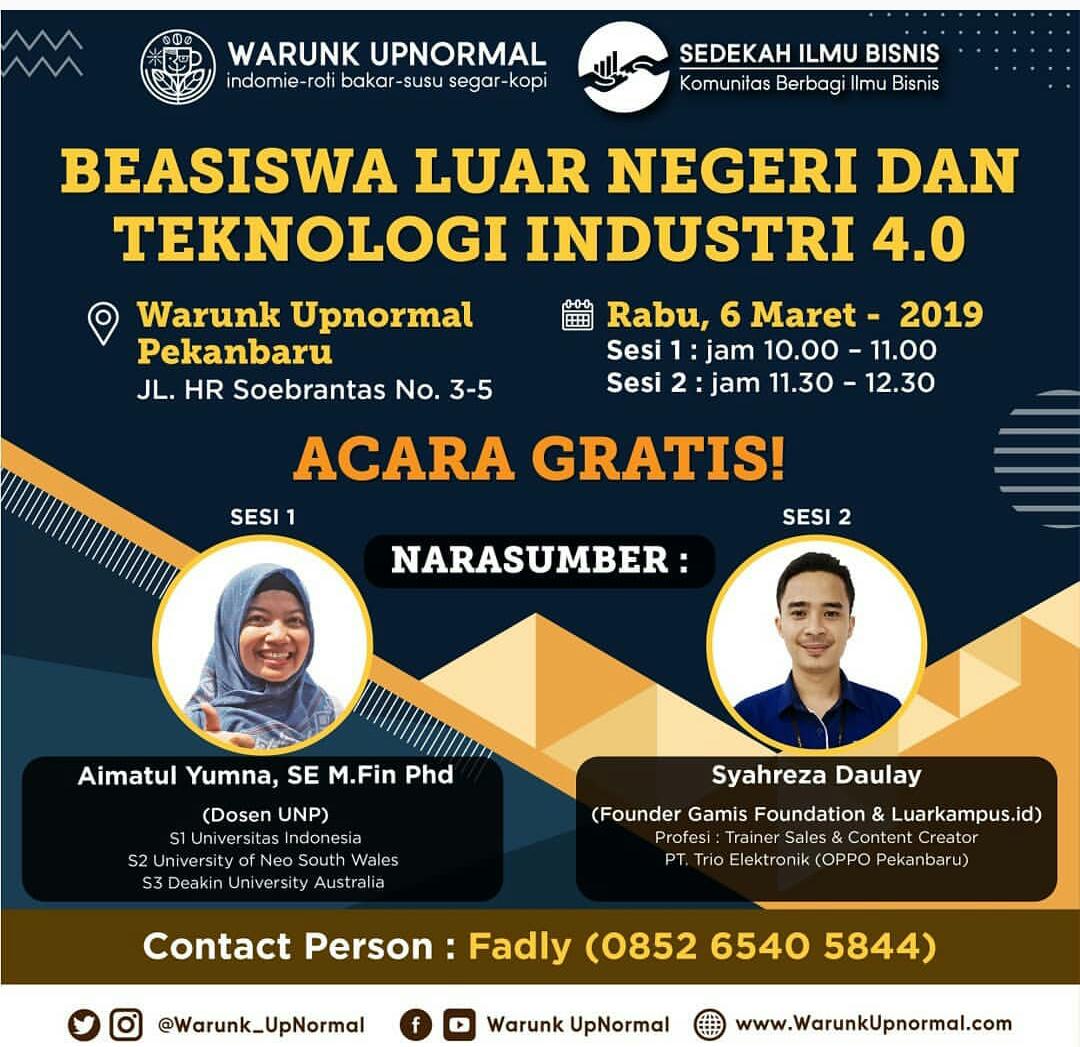 WARUNK UPNORMAL
indomie-roti bakar-susu segar-kopi
SEDEKAH ILMU BISNIS
Komunitas Berbagi Ilmu Bisnis
BEASISWA LUAR NEGERI DAN
TEKNOLOGI INDUSTRI 4.0
Warunk Upnormal
Pekanbaru
JL. HR Soebrantas No. 3-5
Rabu, 6 Maret - 2019
Sesi 1 : jam 10.00 – 11.00
Sesi 2 : jam 11.30 – 12.30
ACARA GRATIS!
NARASUMBER :
SESI 1
Aimatul Yumna, SE M.Fin Phd
(Dosen UNP)
S1 Universitas Indonesia
S2 University of Neo South Wales
S3 Deakin University Australia
SESI 2
Syahreza Daulay
(Founder Gamis Foundation & Luarkampus.id)
Profesi : Trainer Sales & Content Creator
PT. Trio Elektronik (OPPO Pekanbaru)
Contact Person : Fadly (0852 6540 5844)
@Warunk_UpNormal
Warunk UpNormal
www.WarunkUpnormal.com